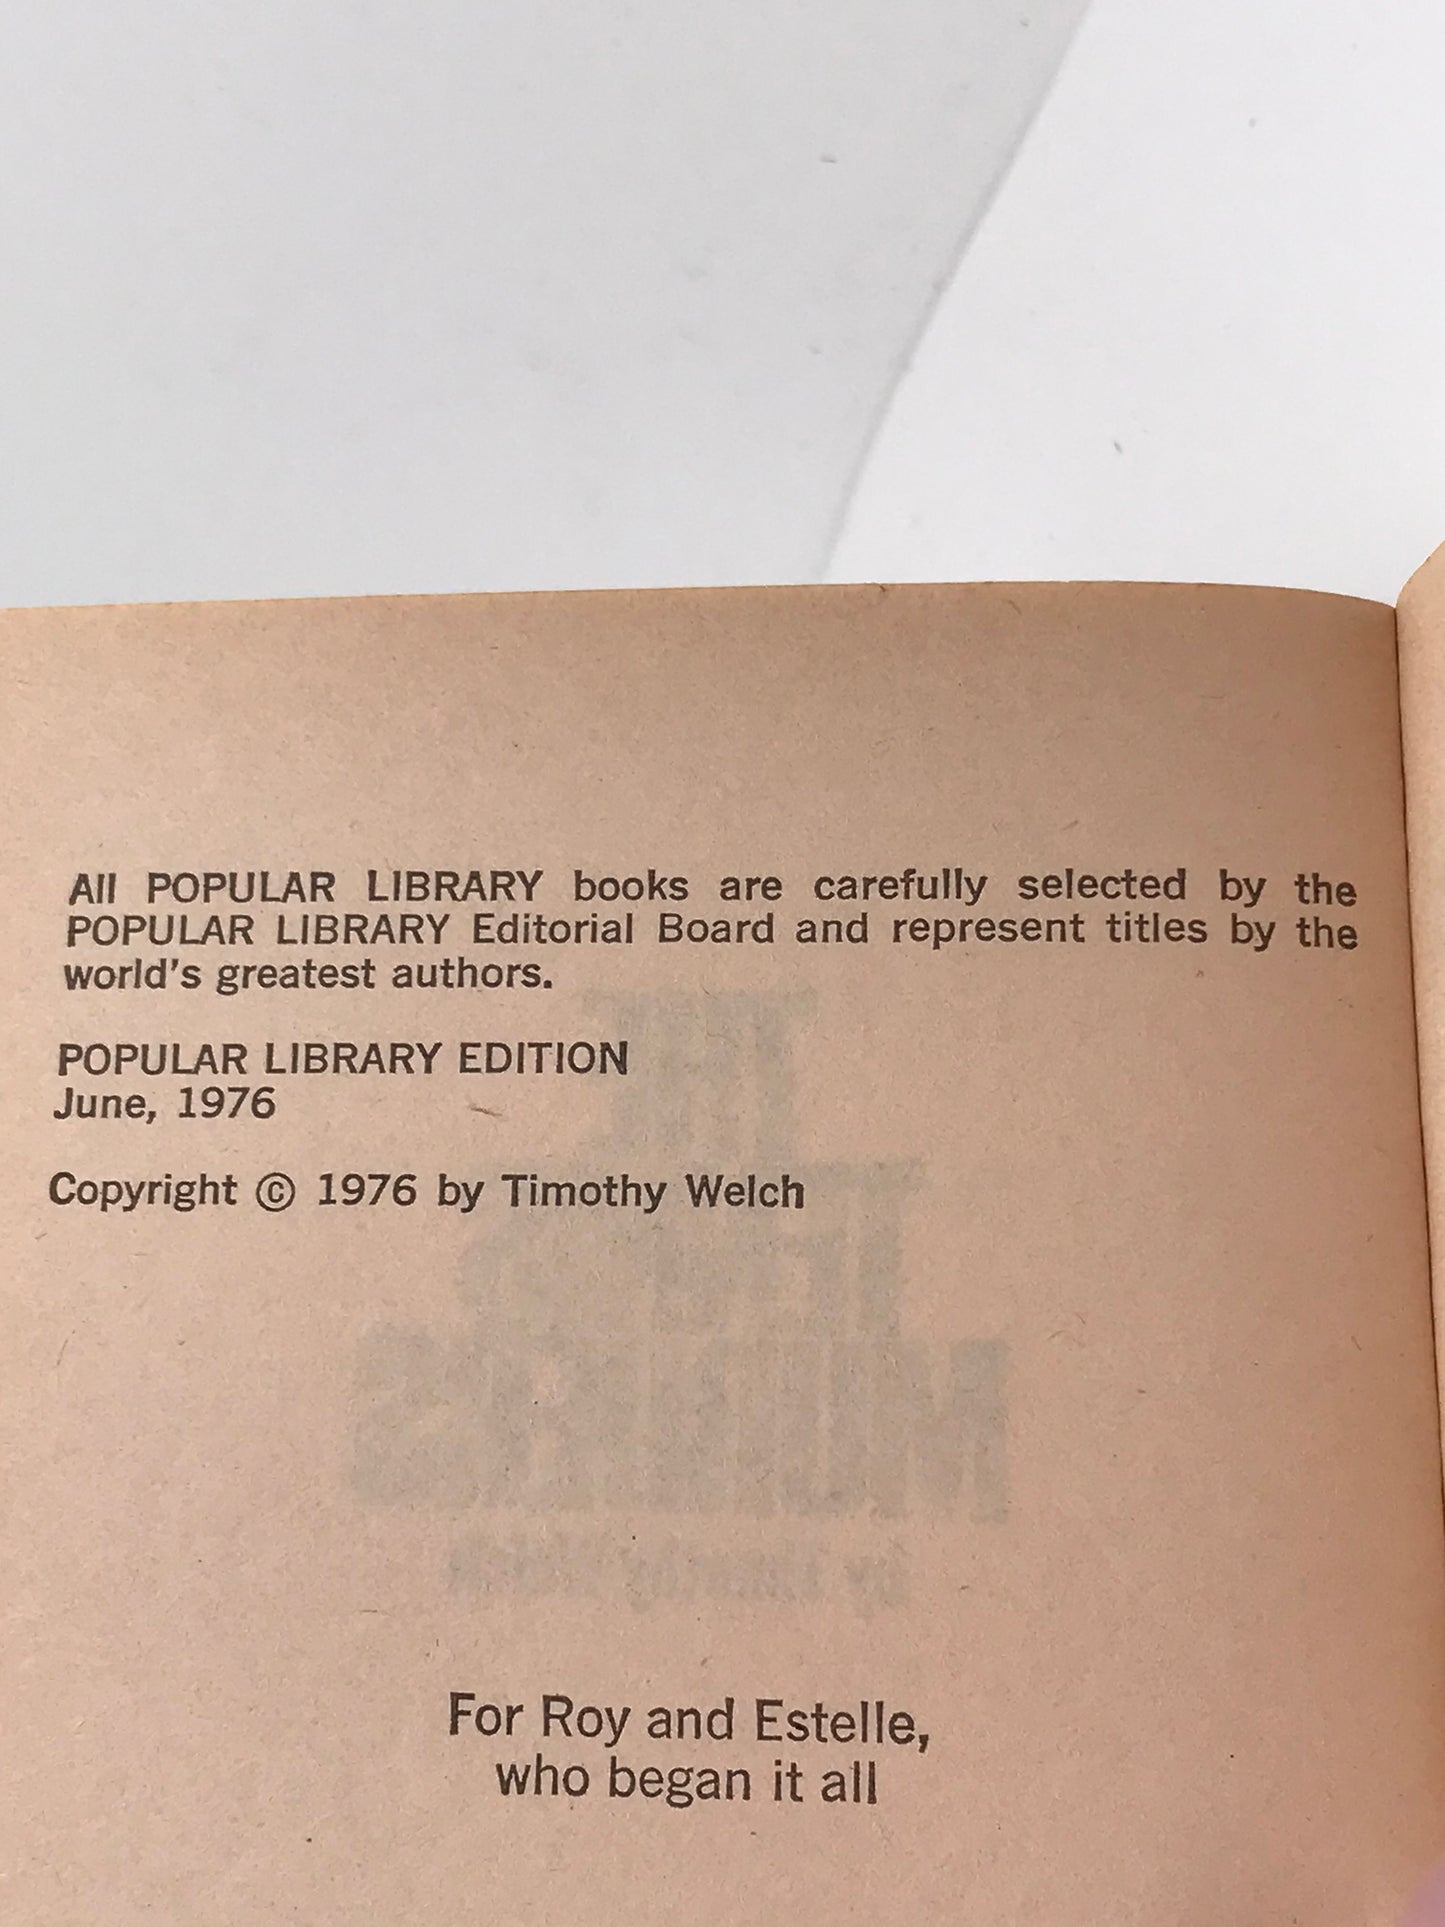 All POPULAR LIBRARY books are carefully selected by the
POPULAR LIBRARY Editorial Board and represent titles by the
world's greatest authors.
POPULAR LIBRARY EDITION
June, 1976
Copyright © 1976 by Timothy Welch
For Roy and Estelle,
who began it all